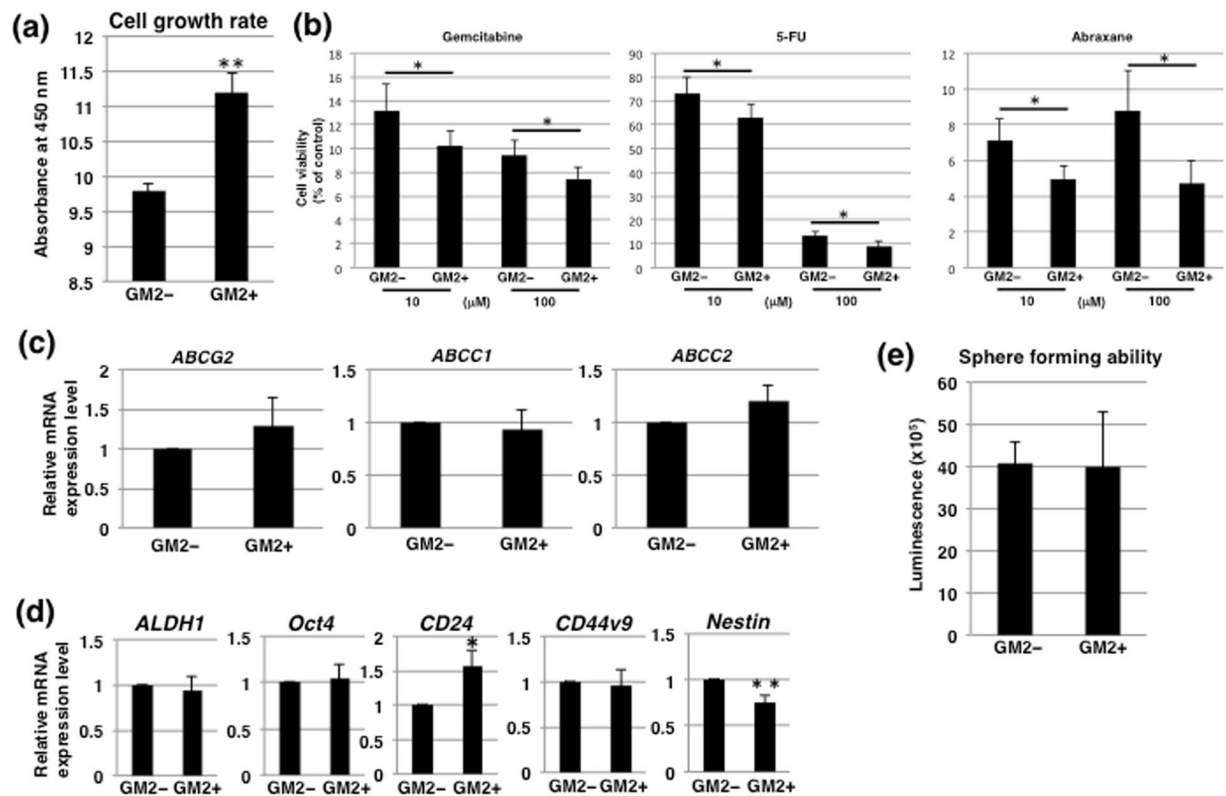 (a)
Cell growth rate
Absorbance at 450 nm
12
11.5
11
10.5
10
9.5
9
8.5
**
GM2− GM2+
(b)
Gemcitabine
Cell viability
(% of control)
18
16
14
12
10
8
6
4
2
0
* *
GM2− GM2+ GM2− GM2+
10 (μM) 100
5-FU
90
80
70
60
50
40
30
20
10
0
* *
GM2− GM2+ GM2− GM2+
10 (μM) 100
Abraxane
12
10
8
6
4
2
0
* *
GM2− GM2+ GM2− GM2+
10 (μM) 100
(c)
Relative mRNA
expression level
ABCG2
2
1.5
1
0.5
0
GM2− GM2+
ABCC1
1.5
1
0.5
0
GM2− GM2+
ABCC2
1.5
1
0.5
0
GM2− GM2+
(d)
Relative mRNA
expression level
ALDH1
1.5
1
0.5
0
GM2− GM2+
Oct4
1.5
1
0.5
0
GM2− GM2+
CD24
2
1.5
1
0.5
0
*
GM2− GM2+
CD44v9
1.5
1
0.5
0
GM2− GM2+
Nestin
1.5
1
0.5
0
**
GM2− GM2+
(e)
Sphere forming ability
Luminescence (x10⁵)
60
50
40
30
20
10
0
GM2− GM2+